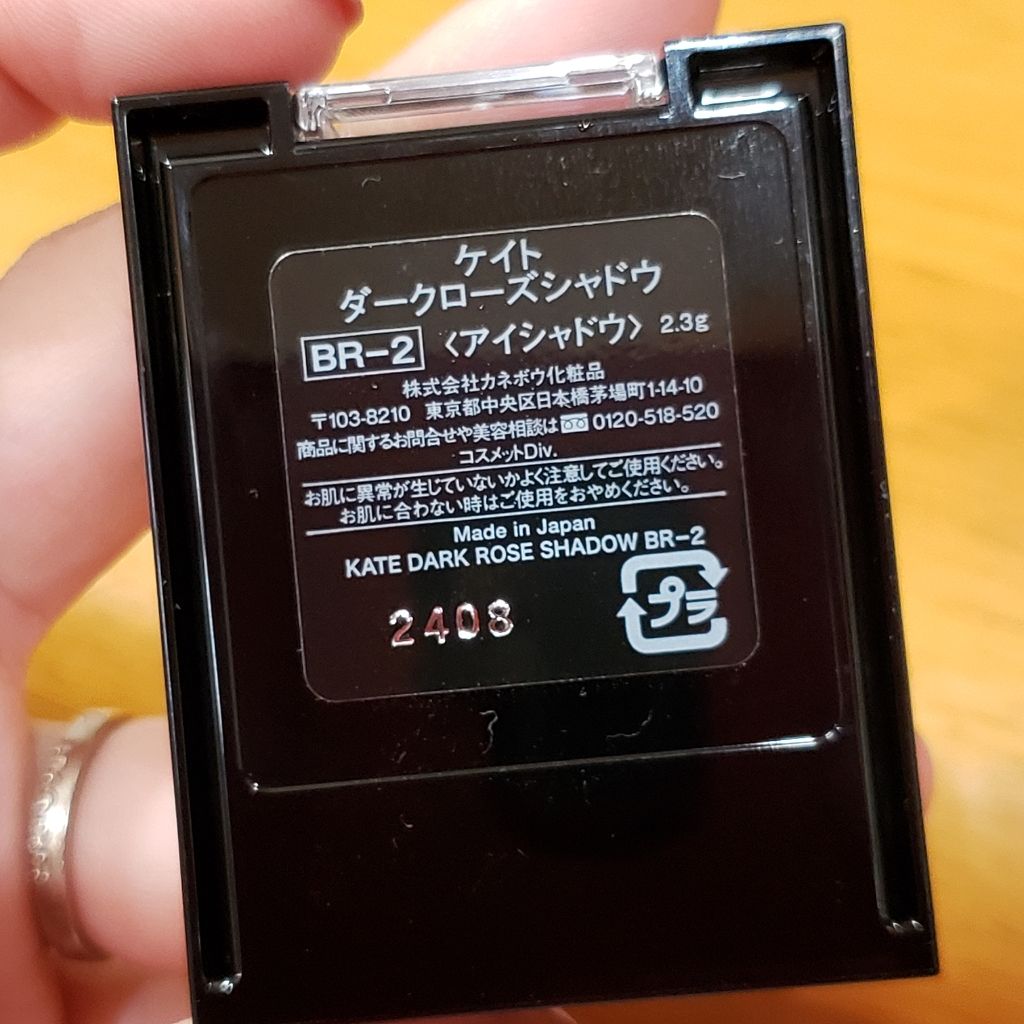 ケイト
ダークローズシャドウ
BR-2 〈アイシャドウ〉 2.3g
株式会社カネボウ化粧品
〒103-8210 東京都中央区日本橋茅場町1-14-10
商品に関するお問合せや美容相談は 0120-518-520
コスメットDiv.
お肌に異常が生じていないかよく注意してご使用ください。
お肌に合わない時はご使用をおやめください。
Made in Japan
KATE DARK ROSE SHADOW BR-2
プラ
2408